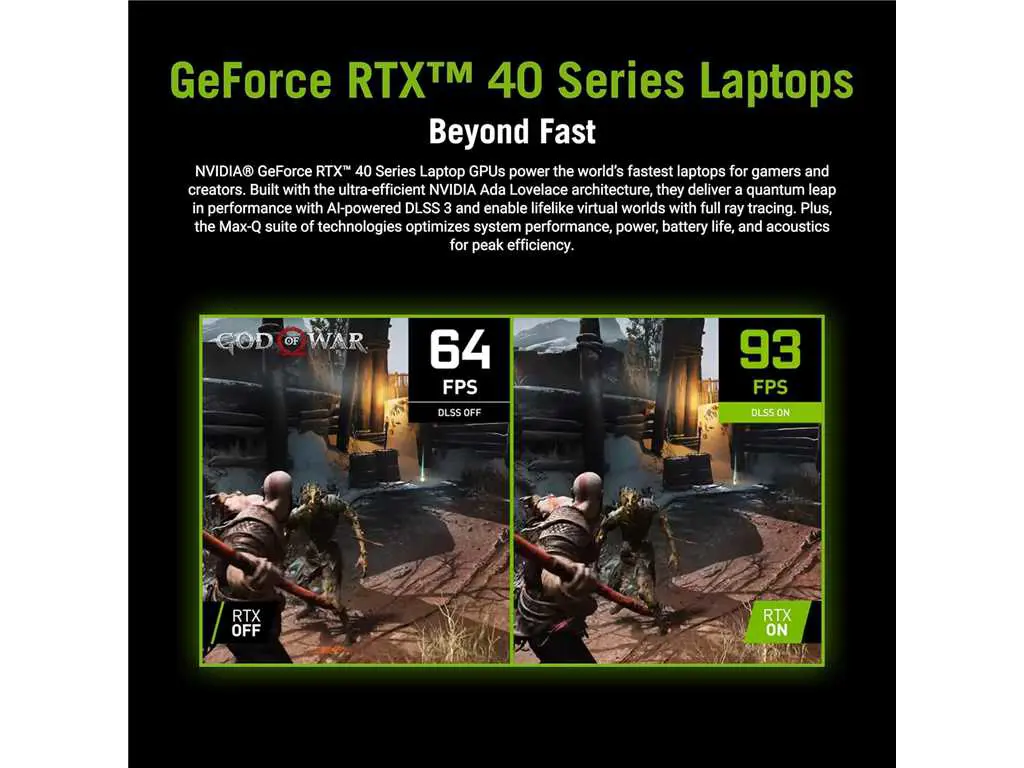 GeForce RTX™ 40 Series Laptops
Beyond Fast
NVIDIA® GeForce RTX™ 40 Series Laptop GPUs power the world's fastest laptops for gamers and
creators. Built with the ultra-efficient NVIDIA Ada Lovelace architecture, they deliver a quantum leap
in performance with AI-powered DLSS 3 and enable lifelike virtual worlds with full ray tracing. Plus,
the Max-Q suite of technologies optimizes system performance, power, battery life, and acoustics
for peak efficiency.
GOD OF WAR
64
FPS
DLSS OFF
RTX
OFF
93
FPS
DLSS ON
RTX
ON